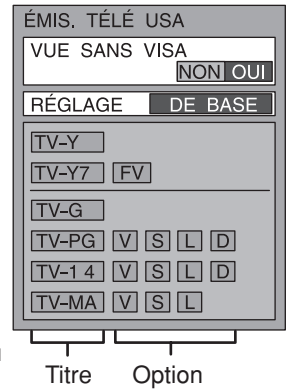 ÉMIS. TÉLÉ USA
VUE SANS VISA
NON OUI
RÉGLAGE DE BASE
TV-Y
TV-Y7 FV
TV-G
TV-PG V S L D
TV-1 4 V S L D
TV-MA V S L
Titre Option